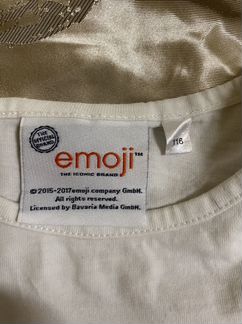 THE
OFFICIAL
BRAND
emoji™
THE ICONIC BRAND
116
©2015-2017emoji company GmbH.
All rights reserved.
Licensed by Bavaria Media GmbH.